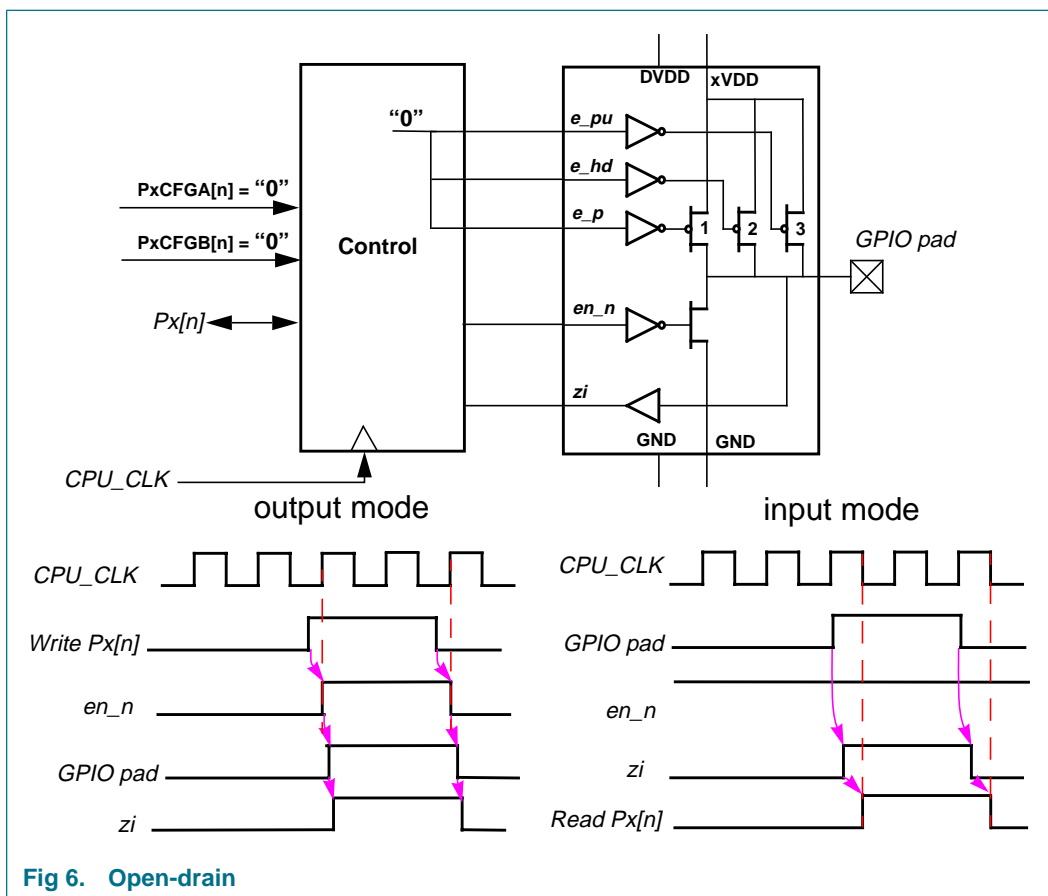 DVDD
xVDD
"0"
e_pu
e_hd
PxCFGA[n] = "0"
e_p
1
2
3
GPIO pad
Control
PxCFGB[n] = "0"
Px[n]
en_n
zi
GND
GND
CPU_CLK
output mode
CPU_CLK
Write Px[n]
en_n
GPIO pad
zi
input mode
CPU_CLK
GPIO pad
en_n
zi
Read Px[n]
Fig 6. Open-drain